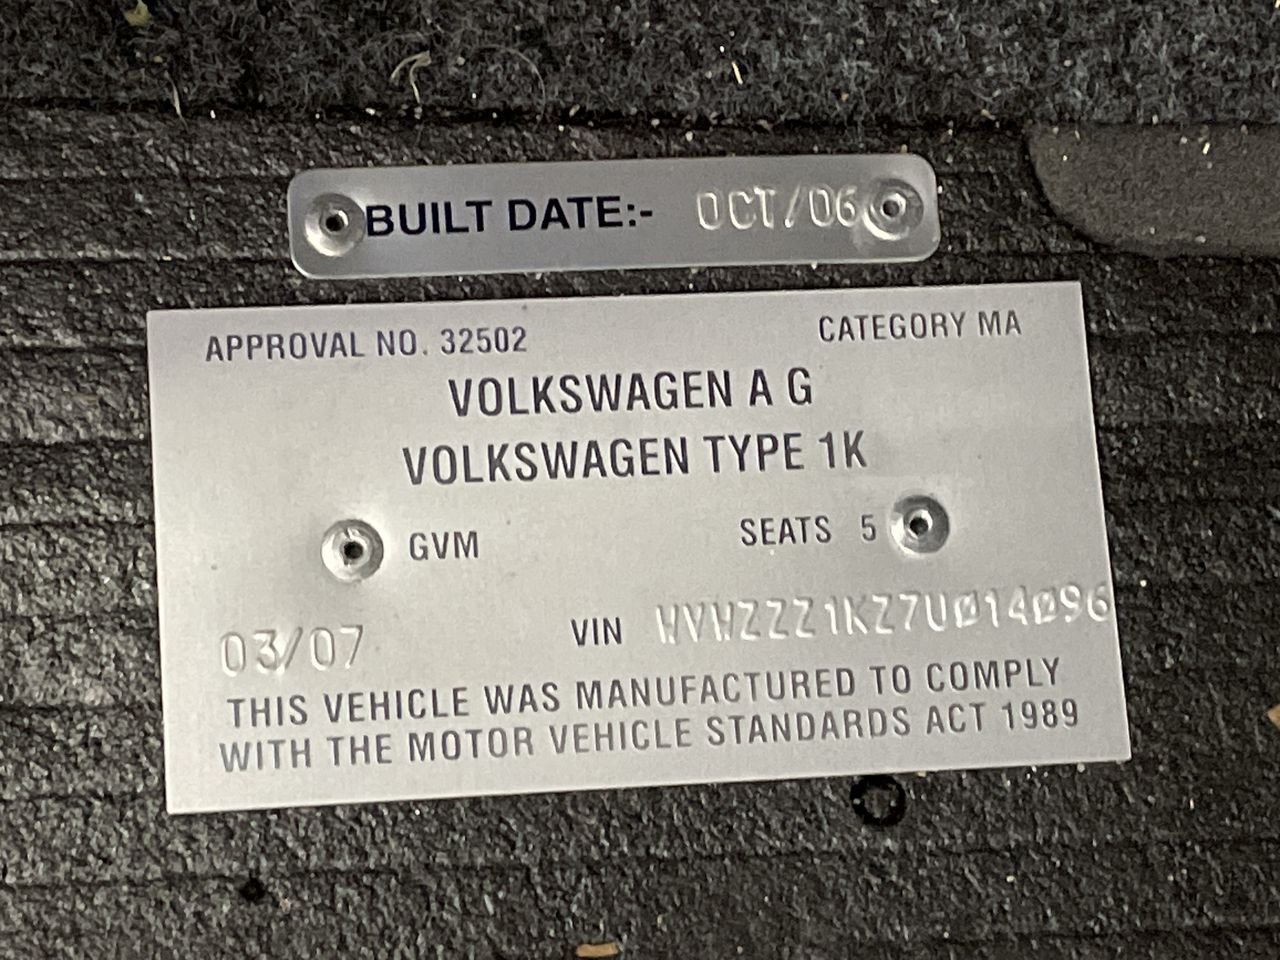 BUILT DATE:- OCT/06
APPROVAL NO. 32502 CATEGORY MA
VOLKSWAGEN A G
VOLKSWAGEN TYPE 1K
GVM SEATS 5
03/07 VIN WVWZZZ1KZ7U014096
THIS VEHICLE WAS MANUFACTURED TO COMPLY
WITH THE MOTOR VEHICLE STANDARDS ACT 1989